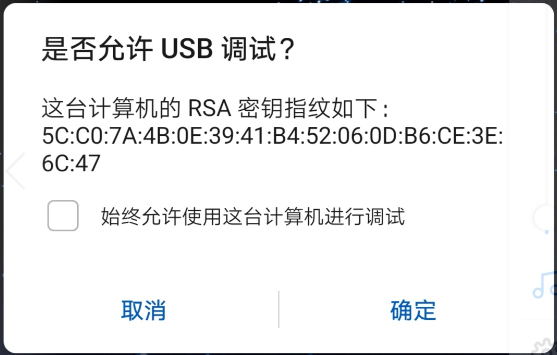 是否允许 USB 调试？
这台计算机的 RSA 密钥指纹如下：
5C:C0:7A:4B:0E:39:41:B4:52:06:0D:B6:CE:3E:
6C:47
始终允许使用这台计算机进行调试
取消
确定